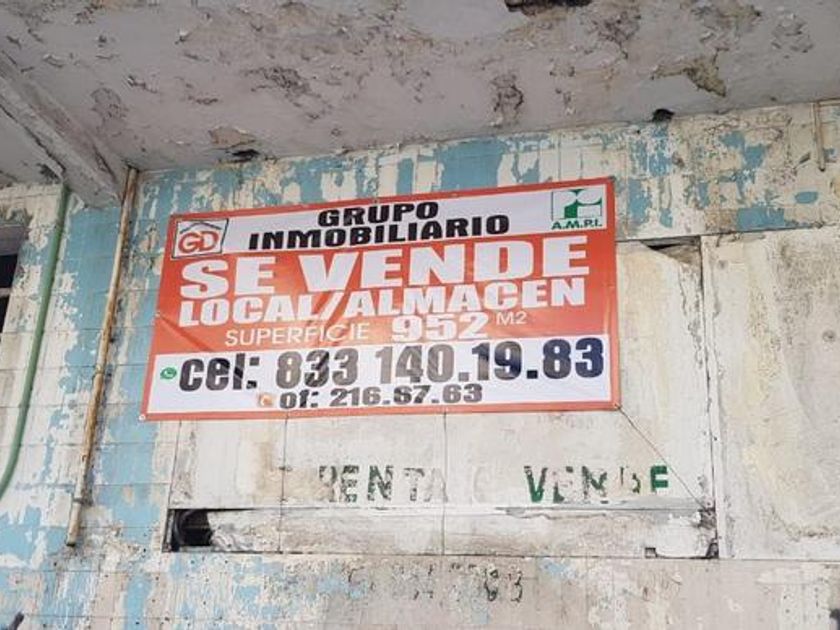 GD
GRUPO
INMOBILIARIO
A.M.P.I.
SE VENDE
LOCAL/ALMACEN
SUPERFICIE 952 M2
cel: 833 140.19.83
of: 216.67.63
RENTA VENDE